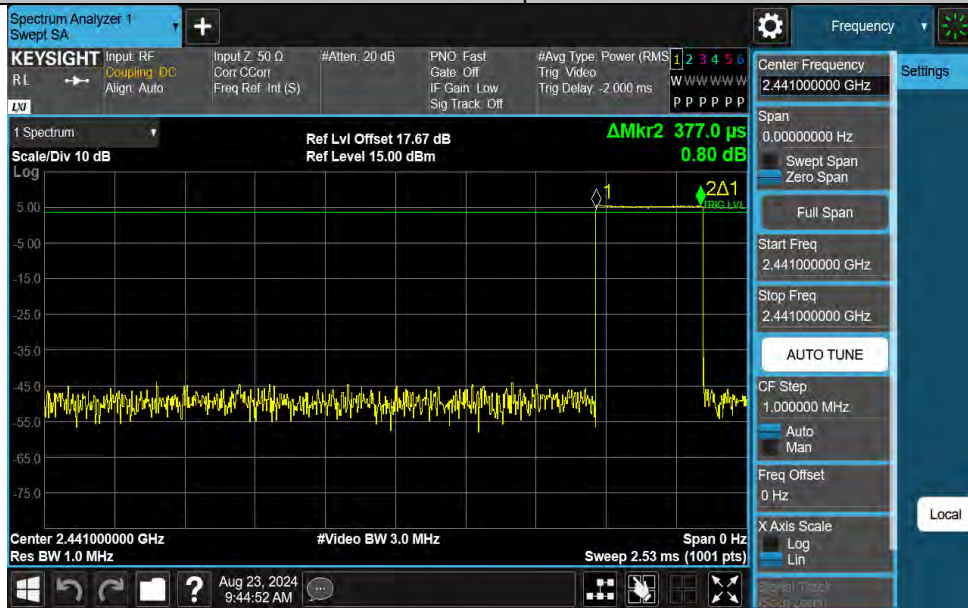 Spectrum Analyzer 1
Swept SA
+
Frequency
KEYSIGHT
Input: RF
Input Z: 50 Ω
#Atten: 20 dB
PNO: Fast
#Avg Type: Power (RMS
1 2 3 4 5 6
R L
Coupling: DC
Corr CCorr
Gate: Off
Trig: Video
Align: Auto
Freq Ref: Int (S)
IF Gain: Low
Trig Delay: -2.000 ms
W W W W W W
Sig Track: Off
P P P P P P
LXI
1 Spectrum
Ref Lvl Offset 17.67 dB
ΔMkr2 377.0 µs
Scale/Div 10 dB
Ref Level 15.00 dBm
0.80 dB
Log
1
2Δ1
TRIG LVL
5.00
-5.00
-15.0
-25.0
-35.0
-45.0
-55.0
-65.0
-75.0
Center 2.441000000 GHz
#Video BW 3.0 MHz
Span 0 Hz
Res BW 1.0 MHz
Sweep 2.53 ms (1001 pts)
?
Aug 23, 2024
9:44:52 AM
Center Frequency
2.441000000 GHz
Settings
Span
0.00000000 Hz
Swept Span
Zero Span
Full Span
Start Freq
2.441000000 GHz
Stop Freq
2.441000000 GHz
AUTO TUNE
CF Step
1.000000 MHz
Auto
Man
Freq Offset
0 Hz
Local
X Axis Scale
Log
Lin
Signal Track
(Span Zoom)